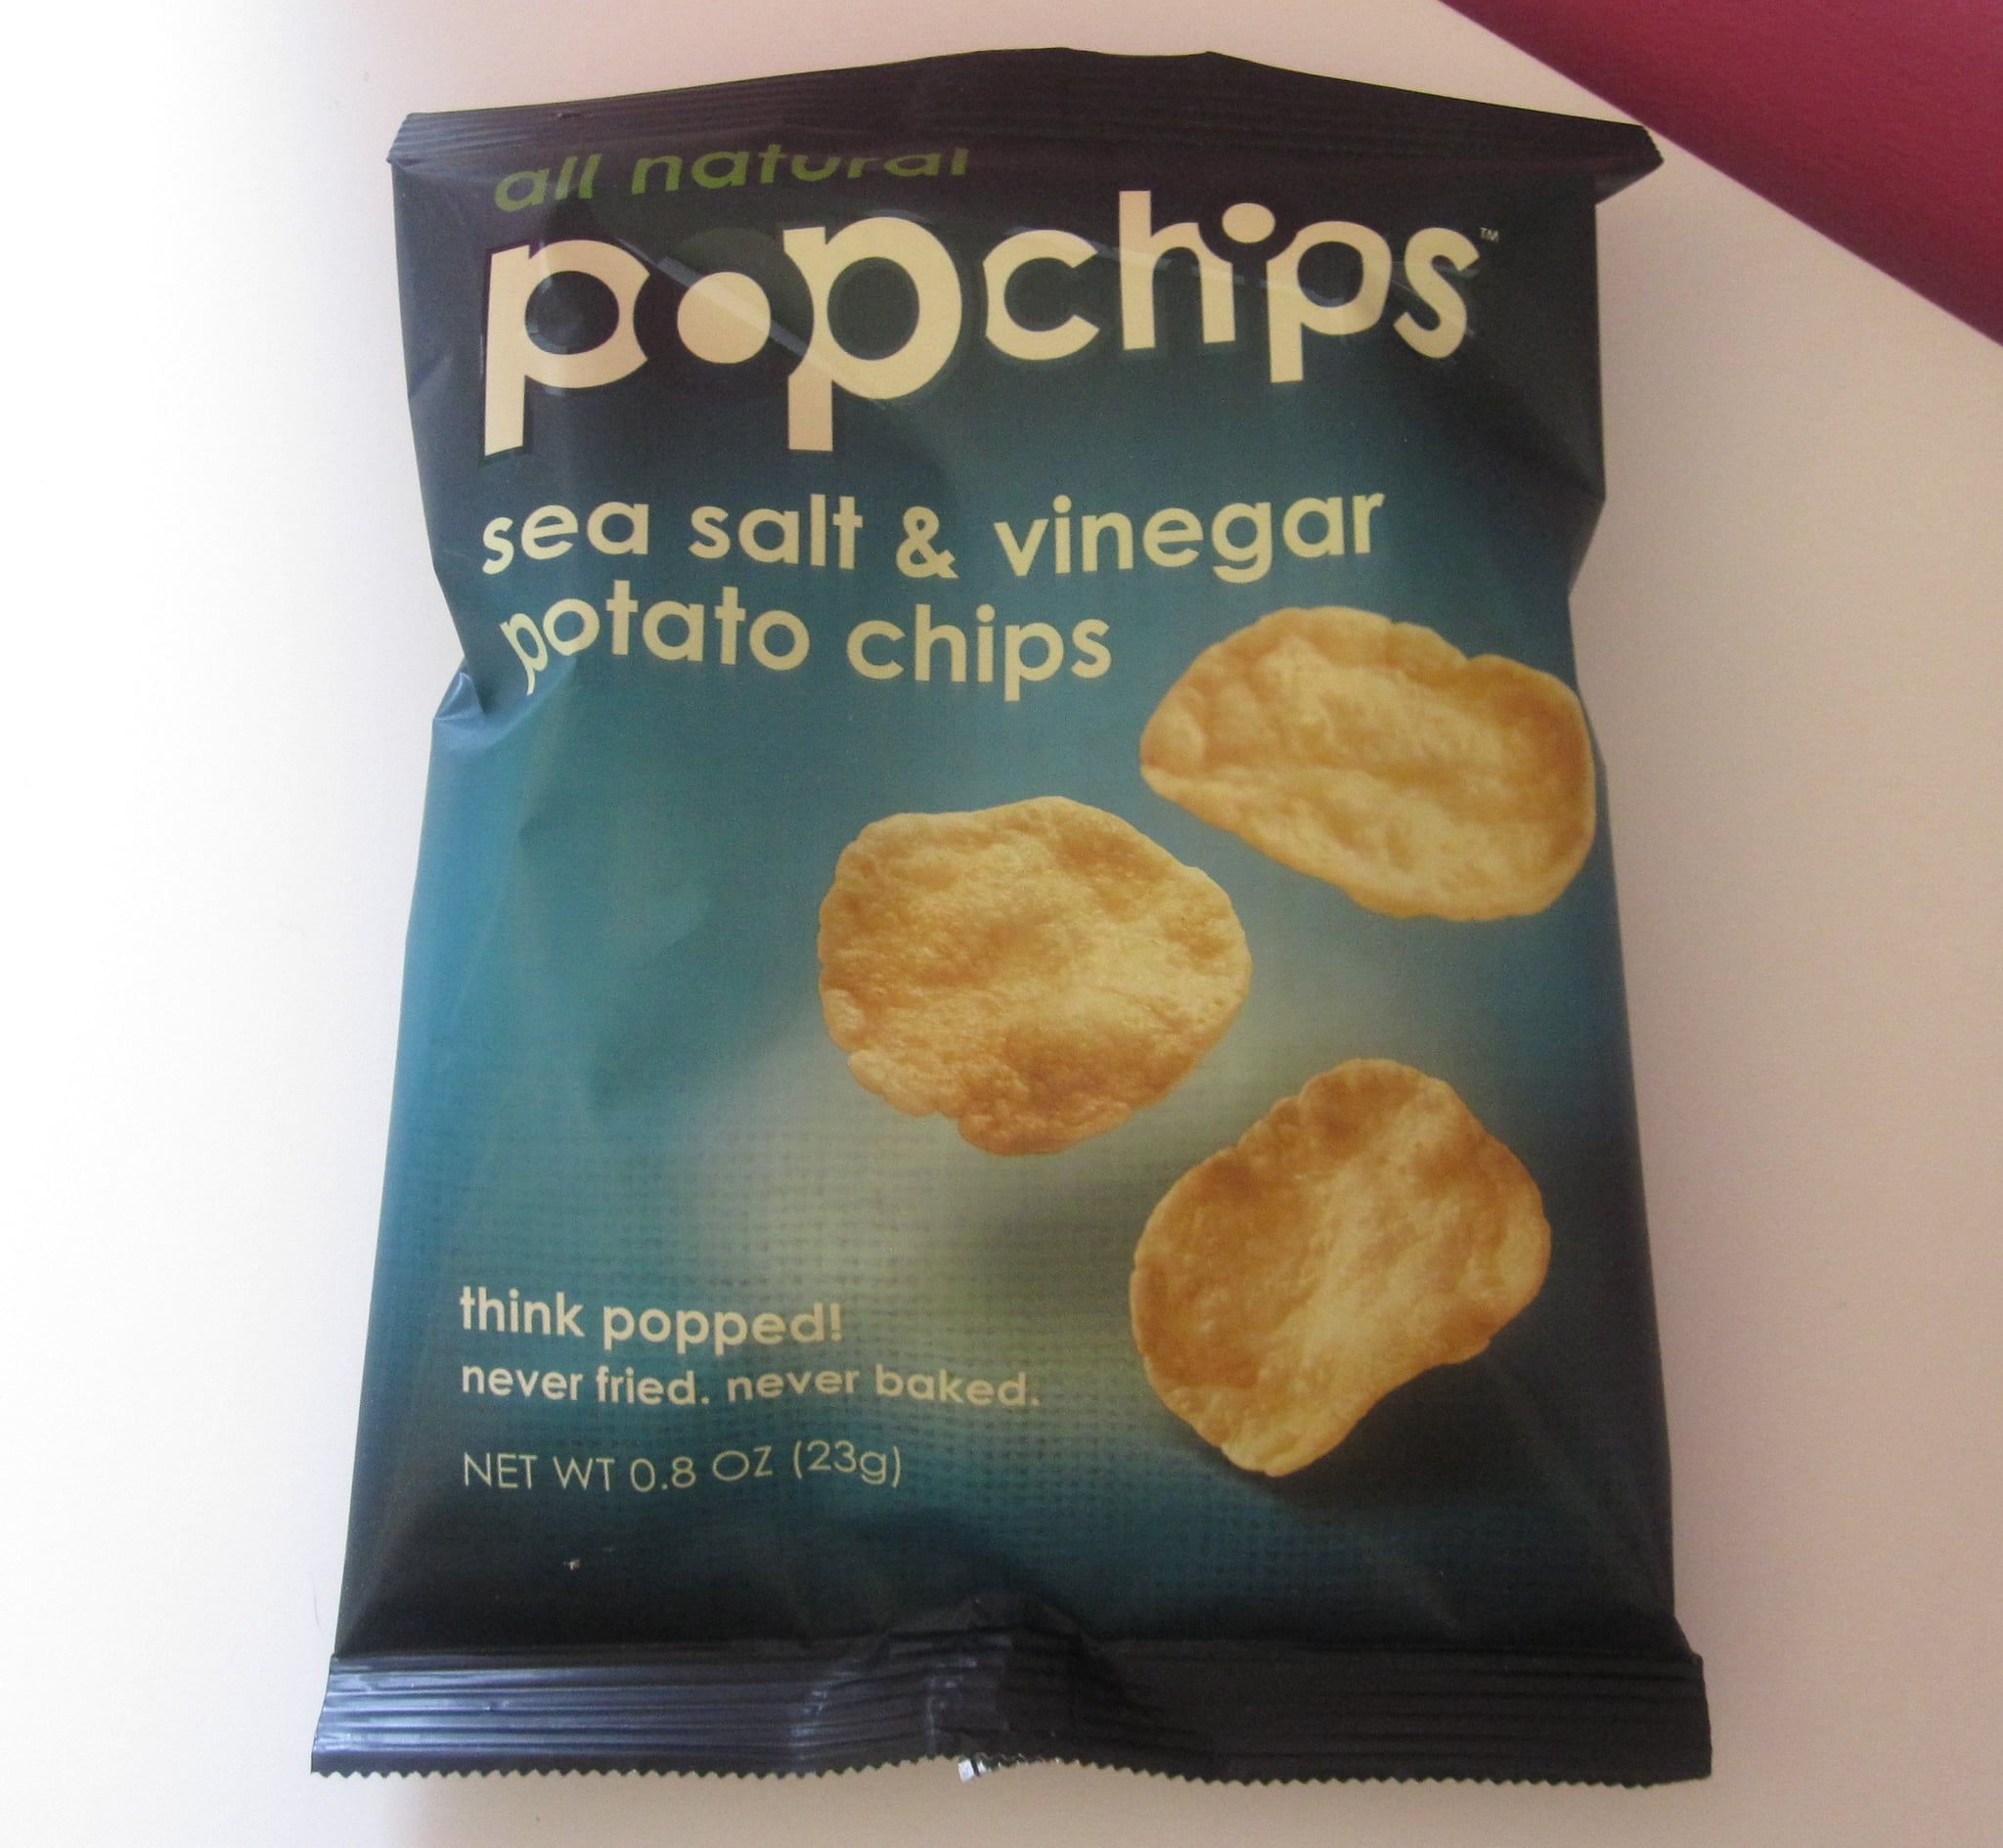 all natural
popchips™
sea salt & vinegar
potato chips
think popped!
never fried. never baked.
NET WT 0.8 OZ (23g)